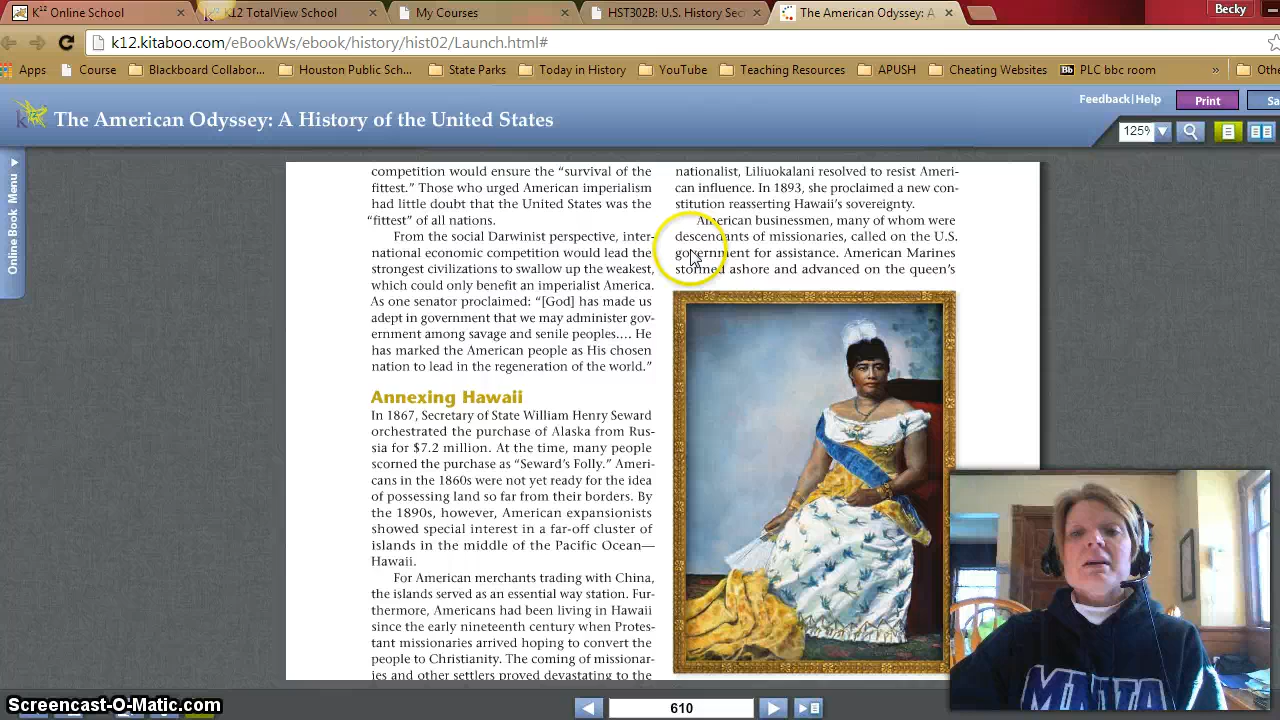 K¹² Online School
K12 TotalView School
My Courses
HST302B: U.S. History Sec
The American Odyssey: A
Becky
k12.kitaboo.com/eBookWs/ebook/history/hist02/Launch.html#
Apps
Course
Blackboard Collabor...
Houston Public Sch...
State Parks
Today in History
YouTube
Teaching Resources
APUSH
Cheating Websites
Bb PLC bbc room
»
Othe
The American Odyssey: A History of the United States
Feedback|Help
Print
Sa
1259
Online Book Menu
competition would ensure the “survival of the
fittest.” Those who urged American imperialism
had little doubt that the United States was the
“fittest” of all nations.
From the social Darwinist perspective, inter-
national economic competition would lead the
strongest civilizations to swallow up the weakest,
which could only benefit an imperialist America.
As one senator proclaimed: “[God] has made us
adept in government that we may administer gov-
ernment among savage and senile peoples.... He
has marked the American people as His chosen
nation to lead in the regeneration of the world.”
Annexing Hawaii
In 1867, Secretary of State William Henry Seward
orchestrated the purchase of Alaska from Rus-
sia for $7.2 million. At the time, many people
scorned the purchase as “Seward’s Folly.” Ameri-
cans in the 1860s were not yet ready for the idea
of possessing land so far from their borders. By
the 1890s, however, American expansionists
showed special interest in a far-off cluster of
islands in the middle of the Pacific Ocean—
Hawaii.
For American merchants trading with China,
the islands served as an essential way station. Fur-
thermore, Americans had been living in Hawaii
since the early nineteenth century when Protes-
tant missionaries arrived hoping to convert the
people to Christianity. The coming of missionar-
ies and other settlers proved devastating to the
nationalist, Liliuokalani resolved to resist Ameri-
can influence. In 1893, she proclaimed a new con-
stitution reasserting Hawaii’s sovereignty.
American businessmen, many of whom were
descendants of missionaries, called on the U.S.
government for assistance. American Marines
stormed ashore and advanced on the queen’s
610
Screencast-O-Matic.com